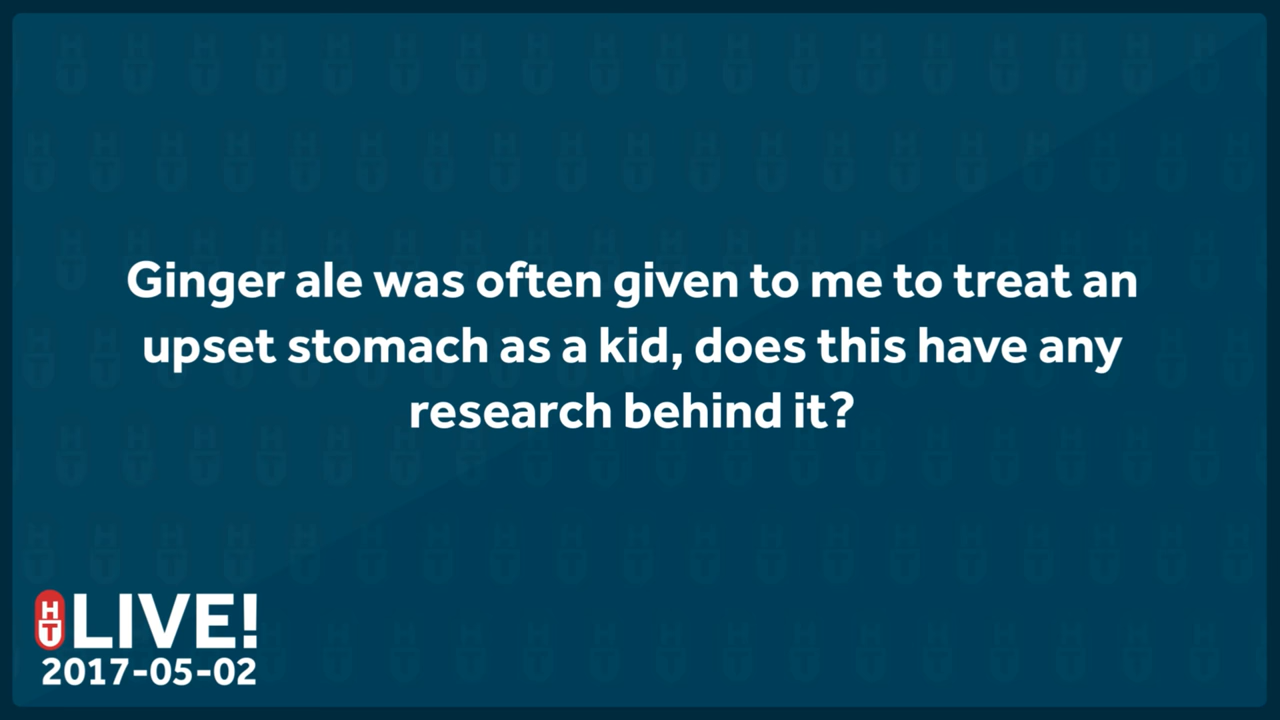 Ginger ale was often given to me to treat an
upset stomach as a kid, does this have any
research behind it?
HT LIVE!
2017-05-02